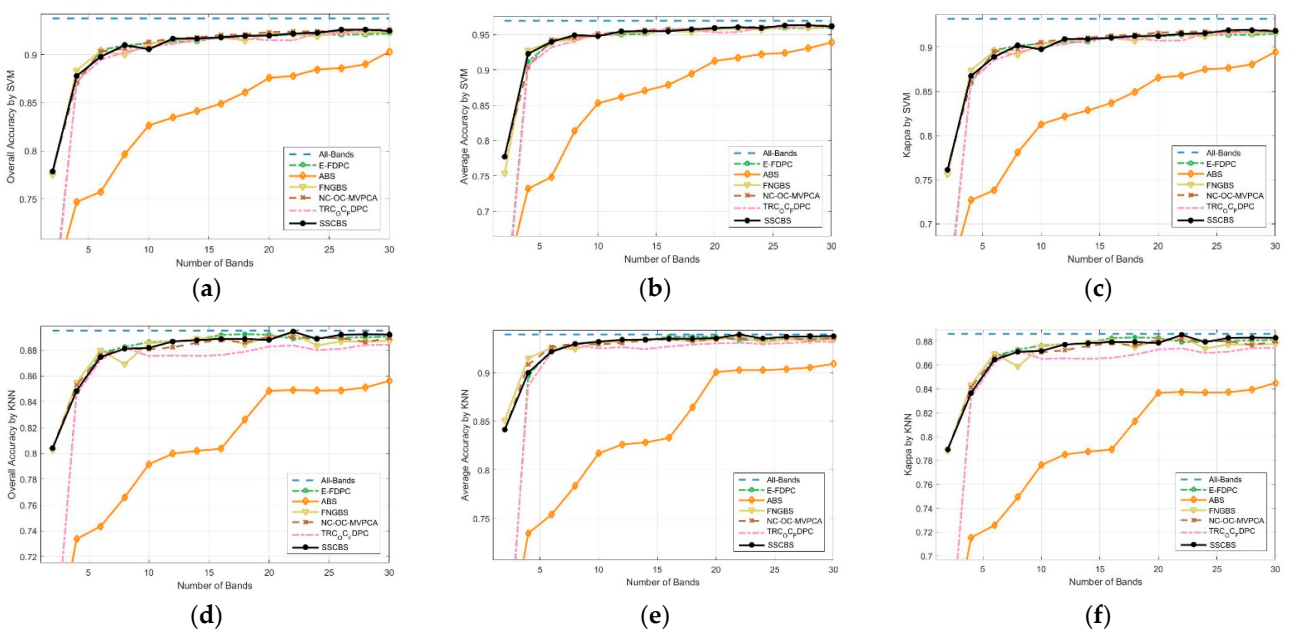 0.9
0.85
0.8
0.75
Overall Accuracy by SVM
5 10 15 20 25 30
Number of Bands
All-Bands
E-FDPC
ABS
FNGBS
NC-OC-MVPCA
TRC_OC_FDPC
SSCBS
(a)
0.95
0.9
0.85
0.8
0.75
0.7
Average Accuracy by SVM
5 10 15 20 25 30
Number of Bands
All-Bands
E-FDPC
ABS
FNGBS
NC-OC-MVPCA
TRC_OC_FDPC
SSCBS
(b)
0.9
0.85
0.8
0.75
0.7
Kappa by SVM
5 10 15 20 25 30
Number of Bands
All-Bands
E-FDPC
ABS
FNGBS
NC-OC-MVPCA
TRC_OC_FDPC
SSCBS
(c)
0.88
0.86
0.84
0.82
0.8
0.78
0.76
0.74
0.72
Overall Accuracy by KNN
5 10 15 20 25 30
Number of Bands
All-Bands
E-FDPC
ABS
FNGBS
NC-OC-MVPCA
TRC_OC_FDPC
SSCBS
(d)
0.9
0.85
0.8
0.75
Average Accuracy by KNN
5 10 15 20 25 30
Number of Bands
All-Bands
E-FDPC
ABS
FNGBS
NC-OC-MVPCA
TRC_OC_FDPC
SSCBS
(e)
0.88
0.86
0.84
0.82
0.8
0.78
0.76
0.74
0.72
0.7
Kappa by KNN
5 10 15 20 25 30
Number of Bands
All-Bands
E-FDPC
ABS
FNGBS
NC-OC-MVPCA
TRC_OC_FDPC
SSCBS
(f)